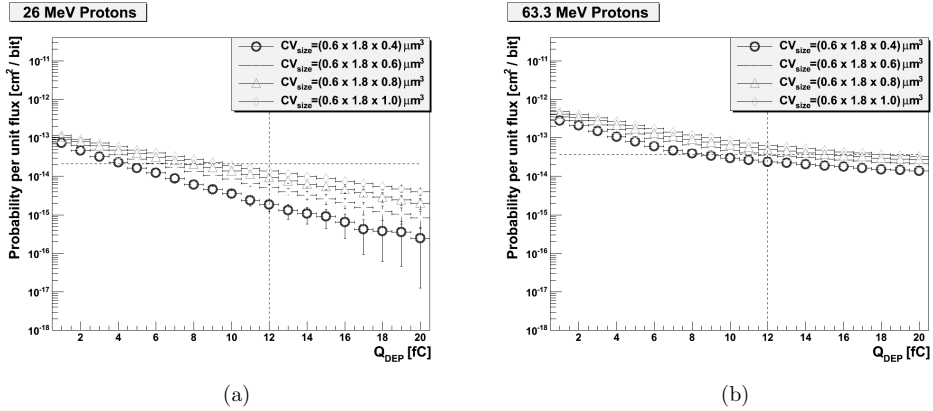 26 MeV Protons
Probability per unit flux [cm² / bit]
10⁻¹¹
10⁻¹²
10⁻¹³
10⁻¹⁴
10⁻¹⁵
10⁻¹⁶
10⁻¹⁷
10⁻¹⁸
CV_size=(0.6 x 1.8 x 0.4) μm³
CV_size=(0.6 x 1.8 x 0.6) μm³
CV_size=(0.6 x 1.8 x 0.8) μm³
CV_size=(0.6 x 1.8 x 1.0) μm³
2 4 6 8 10 12 14 16 18 20
Q_DEP [fC]
(a)
63.3 MeV Protons
Probability per unit flux [cm² / bit]
10⁻¹¹
10⁻¹²
10⁻¹³
10⁻¹⁴
10⁻¹⁵
10⁻¹⁶
10⁻¹⁷
10⁻¹⁸
CV_size=(0.6 x 1.8 x 0.4) μm³
CV_size=(0.6 x 1.8 x 0.6) μm³
CV_size=(0.6 x 1.8 x 0.8) μm³
CV_size=(0.6 x 1.8 x 1.0) μm³
2 4 6 8 10 12 14 16 18 20
Q_DEP [fC]
(b)